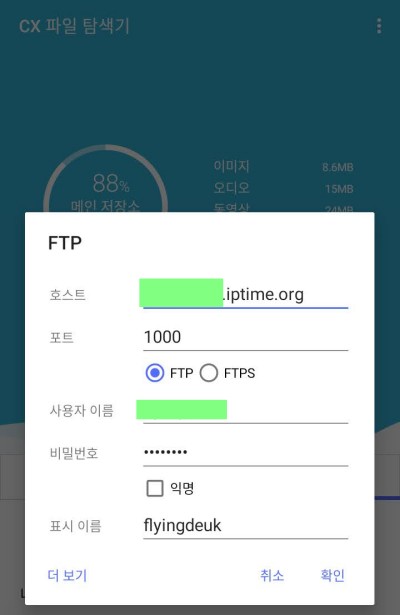 CX 파일 탐색기
88%
메인 저장소
이미지 8.6MB
오디오 15MB
동영상 24MB
FTP
호스트 .iptime.org
포트 1000
FTP FTPS
사용자 이름
비밀번호 ••••••••
익명
표시 이름 flyingdeuk
더 보기 취소 확인